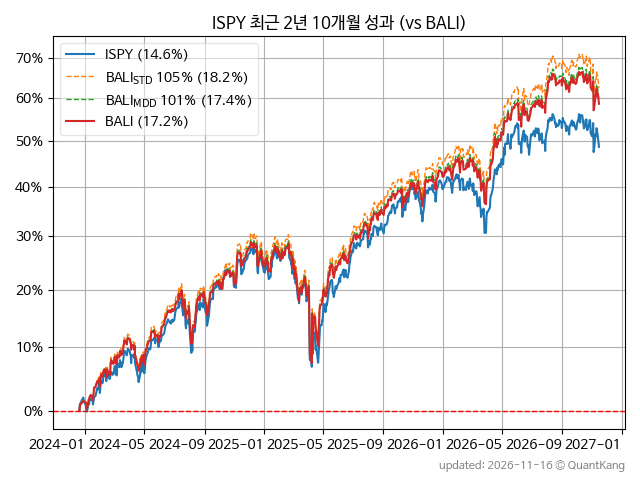 ISPY 최근 2년 10개월 성과 (vs BALI)
ISPY (14.6%)
BALI_STD 105% (18.2%)
BALI_MDD 101% (17.4%)
BALI (17.2%)
70%
60%
50%
40%
30%
20%
10%
0%
2024-01 2024-05 2024-09 2025-01 2025-05 2025-09 2026-01 2026-05 2026-09 2027-01
updated: 2026-11-16 © QuantKang